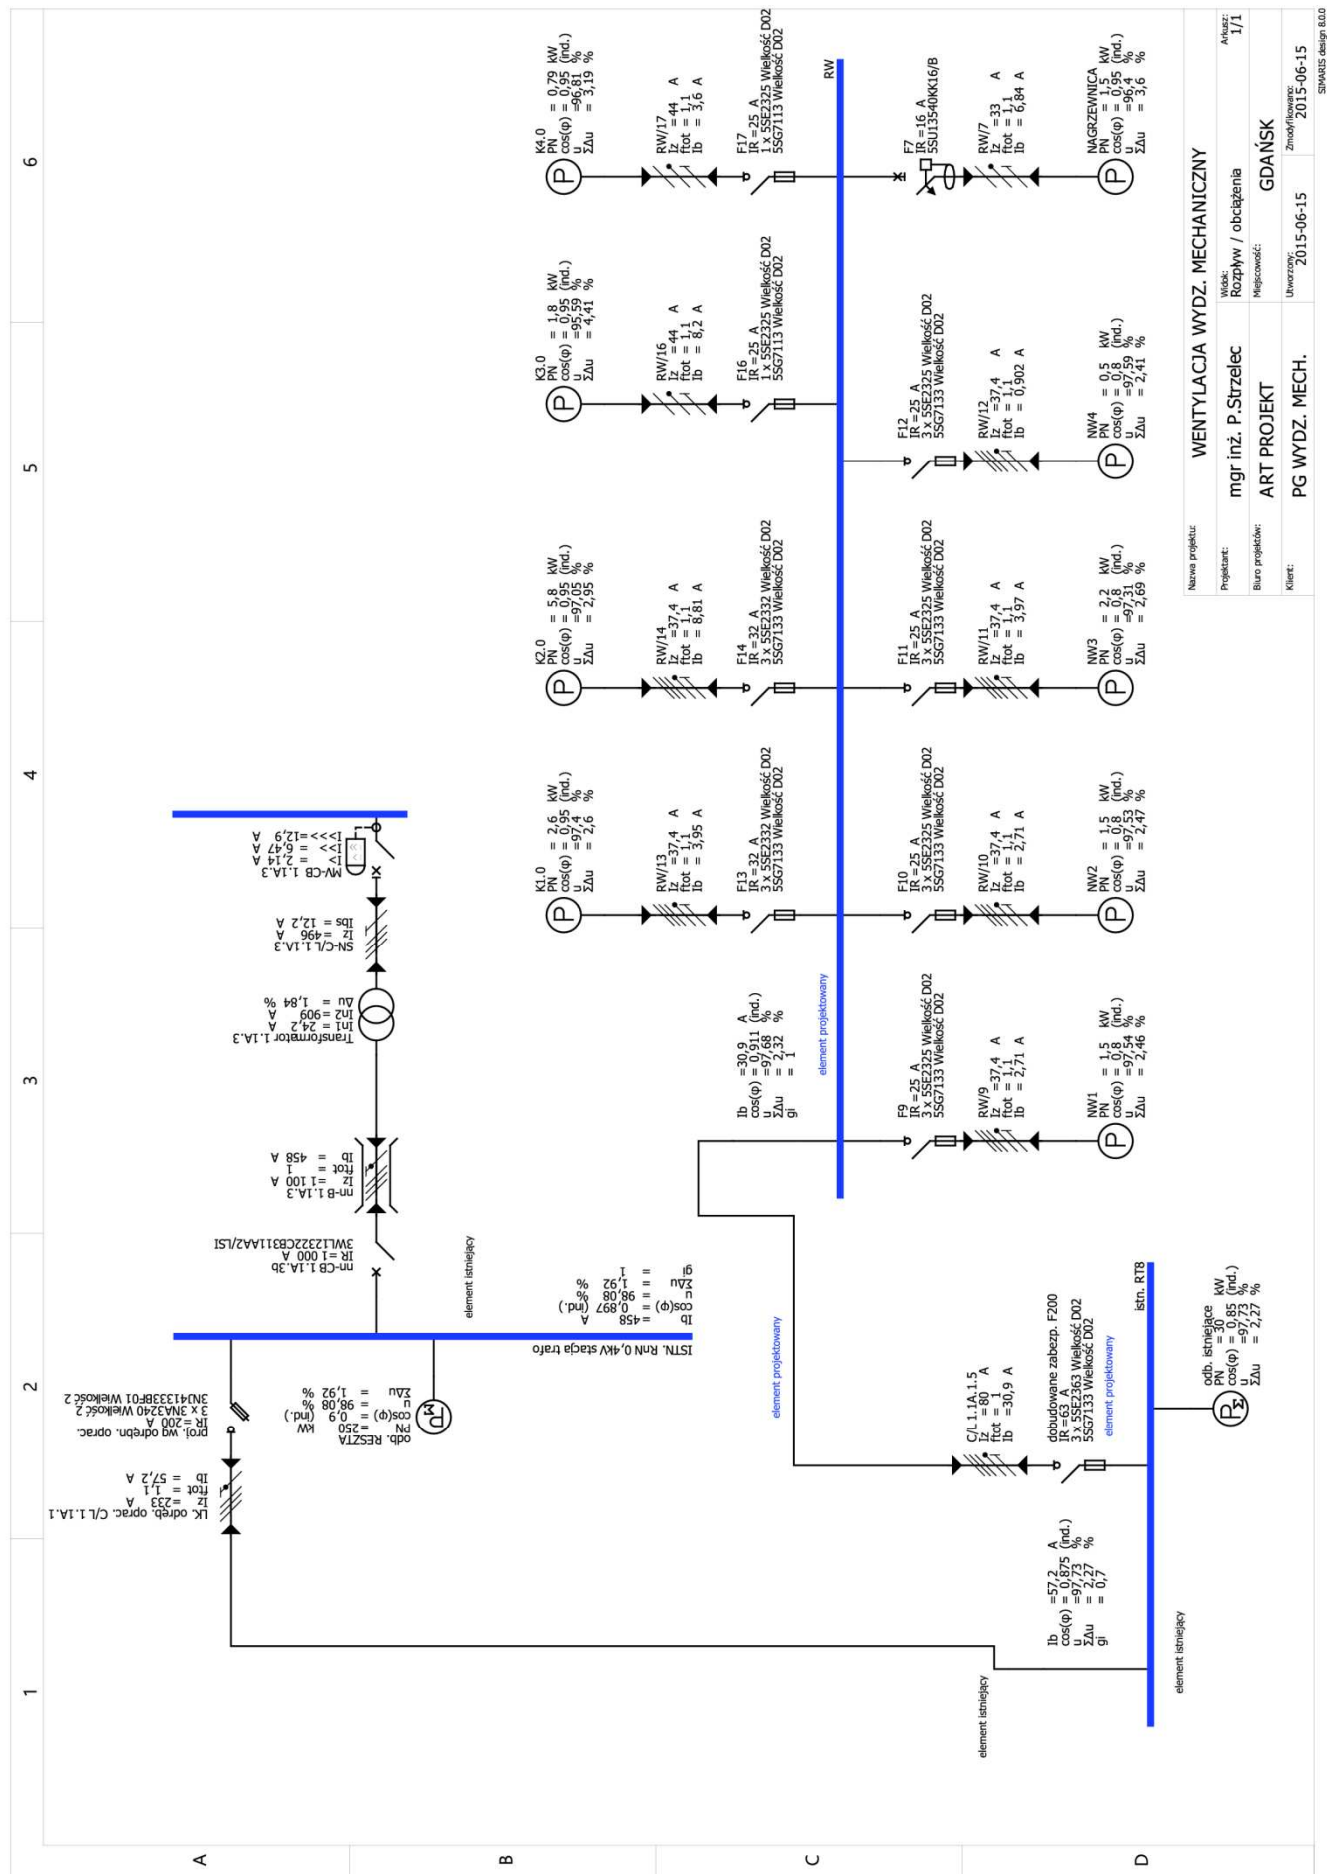 1
2
3
4
5
6
A
B
C
D
LK. odręb. oprac. C/L 1.1A.1
Iz =233 A
ftot = 1,1
Ib = 57,2 A
proj. wg odrębn. oprac.
IR =200 A
3 x 3NA3240 Wielkość 2
3NJ41333BF01 Wielkość 2
odb. RESZTA
PN =250 kW
cos(φ) = 0,9 (ind.)
u = 98,08 %
ΣΔu = 1,92 %
ISTN. RnN 0,4kV stacja trafo
Ib =458 A
cos(φ) = 0,897 (ind.)
u = 98,08 %
ΣΔu = 1,92 %
gi = 1
element istniejący
nn-CB 1.1A.3b
IR =1 000 A
3WL12322CB311AA2/LSI
nn-B 1.1A.3
Iz =1 100 A
ftot = 1
Ib = 458 A
Transformator 1.1A.3
In1 = 24,2 A
In2 =909 A
Δu = 1,84 %
SN-C/L 1.1A.3
Iz =496 A
Ibs = 12,2 A
MV-CB 1.1A.3
I> = 2,14 A
I>> = 6,47 A
I>>>=12,9 A
K1.0
PN = 2,6 kW
cos(φ) = 0,95 (ind.)
u =97,4 %
ΣΔu = 2,6 %
RW/13
Iz =37,4 A
ftot = 1,1
Ib = 3,95 A
F13
IR =32 A
3 x 5SE2332 Wielkość D02
5SG7133 Wielkość D02
K2.0
PN = 5,8 kW
cos(φ) = 0,95 (ind.)
u =97,05 %
ΣΔu = 2,95 %
RW/14
Iz =37,4 A
ftot = 1,1
Ib = 8,81 A
F14
IR =32 A
3 x 5SE2332 Wielkość D02
5SG7133 Wielkość D02
K3.0
PN = 1,8 kW
cos(φ) = 0,95 (ind.)
u =95,59 %
ΣΔu = 4,41 %
RW/16
Iz =44 A
ftot = 1,1
Ib = 8,2 A
F16
IR =25 A
1 x 5SE2325 Wielkość D02
5SG7113 Wielkość D02
K4.0
PN = 0,79 kW
cos(φ) = 0,95 (ind.)
u =96,81 %
ΣΔu = 3,19 %
RW/17
Iz =44 A
ftot = 1,1
Ib = 3,6 A
F17
IR =25 A
1 x 5SE2325 Wielkość D02
5SG7113 Wielkość D02
Ib =30,9 A
cos(φ) = 0,911 (ind.)
u =97,68 %
ΣΔu = 2,32 %
gi = 1
element projektowany
RW
F9
IR =25 A
3 x 5SE2325 Wielkość D02
5SG7133 Wielkość D02
RW/9
Iz =37,4 A
ftot = 1,1
Ib = 2,71 A
NW1
PN = 1,5 kW
cos(φ) = 0,8 (ind.)
u =97,54 %
ΣΔu = 2,46 %
F10
IR =25 A
3 x 5SE2325 Wielkość D02
5SG7133 Wielkość D02
RW/10
Iz =37,4 A
ftot = 1,1
Ib = 2,71 A
NW2
PN = 1,5 kW
cos(φ) = 0,8 (ind.)
u =97,53 %
ΣΔu = 2,47 %
F11
IR =25 A
3 x 5SE2325 Wielkość D02
5SG7133 Wielkość D02
RW/11
Iz =37,4 A
ftot = 1,1
Ib = 3,97 A
NW3
PN = 2,2 kW
cos(φ) = 0,8 (ind.)
u =97,31 %
ΣΔu = 2,69 %
F12
IR =25 A
3 x 5SE2325 Wielkość D02
5SG7133 Wielkość D02
RW/12
Iz =37,4 A
ftot = 1,1
Ib = 0,902 A
NW4
PN = 0,5 kW
cos(φ) = 0,8 (ind.)
u =97,59 %
ΣΔu = 2,41 %
F7
IR =16 A
5SU13540KK16/B
RW/7
Iz =33 A
ftot = 1,1
Ib = 6,84 A
NAGRZEWNICA
PN = 1,5 kW
cos(φ) = 0,95 (ind.)
u =96,4 %
ΣΔu = 3,6 %
element projektowany
C/L 1.1A.1.5
Iz =80 A
ftot = 1
Ib =30,9 A
dobudowane zabezp. F200
IR =63 A
3 x 5SE2363 Wielkość D02
5SG7133 Wielkość D02
element projektowany
istn. RT8
Ib =57,2 A
cos(φ) = 0,875 (ind.)
u =97,73 %
ΣΔu = 2,27 %
gi = 0,7
element istniejący
element istniejący
odb. istniejące
PN =30 kW
cos(φ) = 0,85 (ind.)
u =97,73 %
ΣΔu = 2,27 %
Nazwa projektu:
WENTYLACJA WYDZ. MECHANICZNY
Projektant:
mgr inż. P.Strzelec
Widok:
Rozpływ / obciążenia
Arkusz:
1/1
Biuro projektów:
ART PROJEKT
Miejscowość:
GDAŃSK
Klient:
PG WYDZ. MECH.
Utworzony:
2015-06-15
Zmodyfikowano:
2015-06-15
SIMARIS design 8.0.0